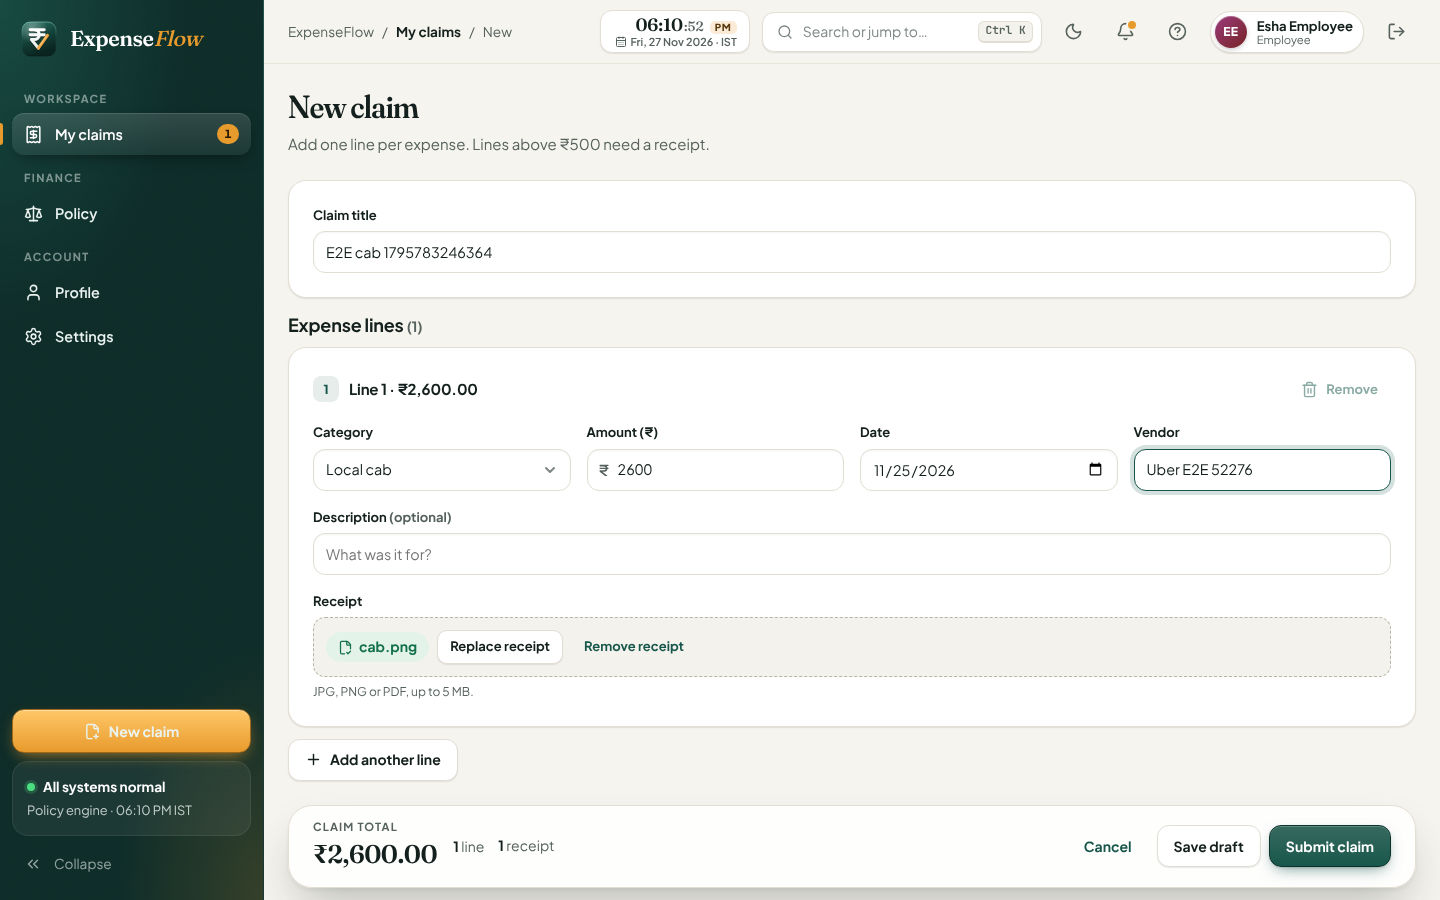 ExpenseFlow
WORKSPACE
My claims 1
FINANCE
Policy
ACCOUNT
Profile
Settings
New claim
All systems normal
Policy engine · 06:10 PM IST
Collapse
ExpenseFlow / My claims / New
06:10:52 PM
Fri, 27 Nov 2026 · IST
Search or jump to...
Ctrl K
EE
Esha Employee
Employee
New claim
Add one line per expense. Lines above ₹500 need a receipt.
Claim title
E2E cab 1795783246364
Expense lines (1)
1 Line 1 · ₹2,600.00
Remove
Category Amount (₹) Date Vendor
Local cab ₹ 2600 11/25/2026 Uber E2E 52276
Description (optional)
What was it for?
Receipt
cab.png Replace receipt Remove receipt
JPG, PNG or PDF, up to 5 MB.
+ Add another line
CLAIM TOTAL
₹2,600.00 1 line 1 receipt
Cancel Save draft Submit claim